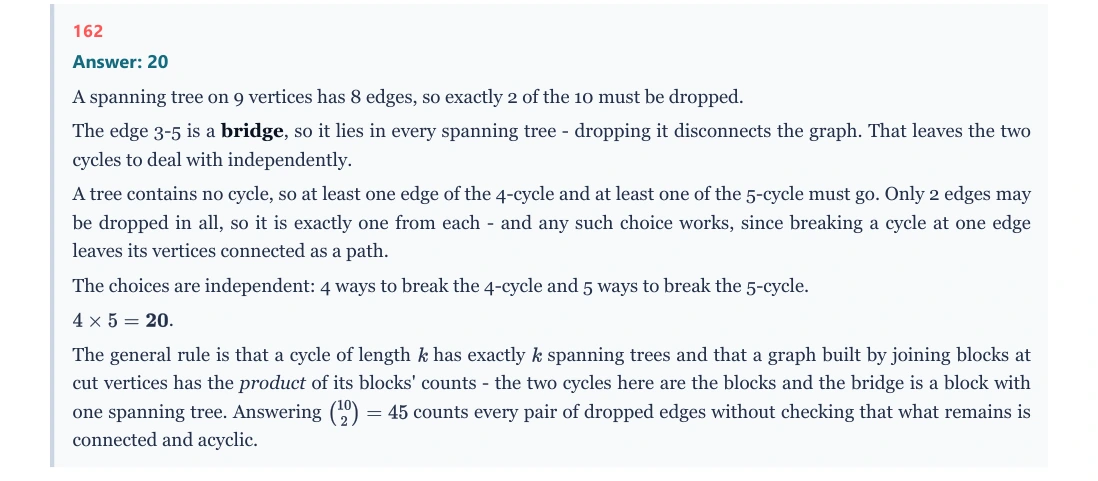 162
Answer: 20
A spanning tree on 9 vertices has 8 edges, so exactly 2 of the 10 must be dropped.
The edge 3-5 is a bridge, so it lies in every spanning tree - dropping it disconnects the graph. That leaves the two
cycles to deal with independently.
A tree contains no cycle, so at least one edge of the 4-cycle and at least one of the 5-cycle must go. Only 2 edges may
be dropped in all, so it is exactly one from each - and any such choice works, since breaking a cycle at one edge
leaves its vertices connected as a path.
The choices are independent: 4 ways to break the 4-cycle and 5 ways to break the 5-cycle.
4 × 5 = 20.
The general rule is that a cycle of length k has exactly k spanning trees and that a graph built by joining blocks at
cut vertices has the product of its blocks' counts - the two cycles here are the blocks and the bridge is a block with
one spanning tree. Answering (10 2) = 45 counts every pair of dropped edges without checking that what remains is
connected and acyclic.